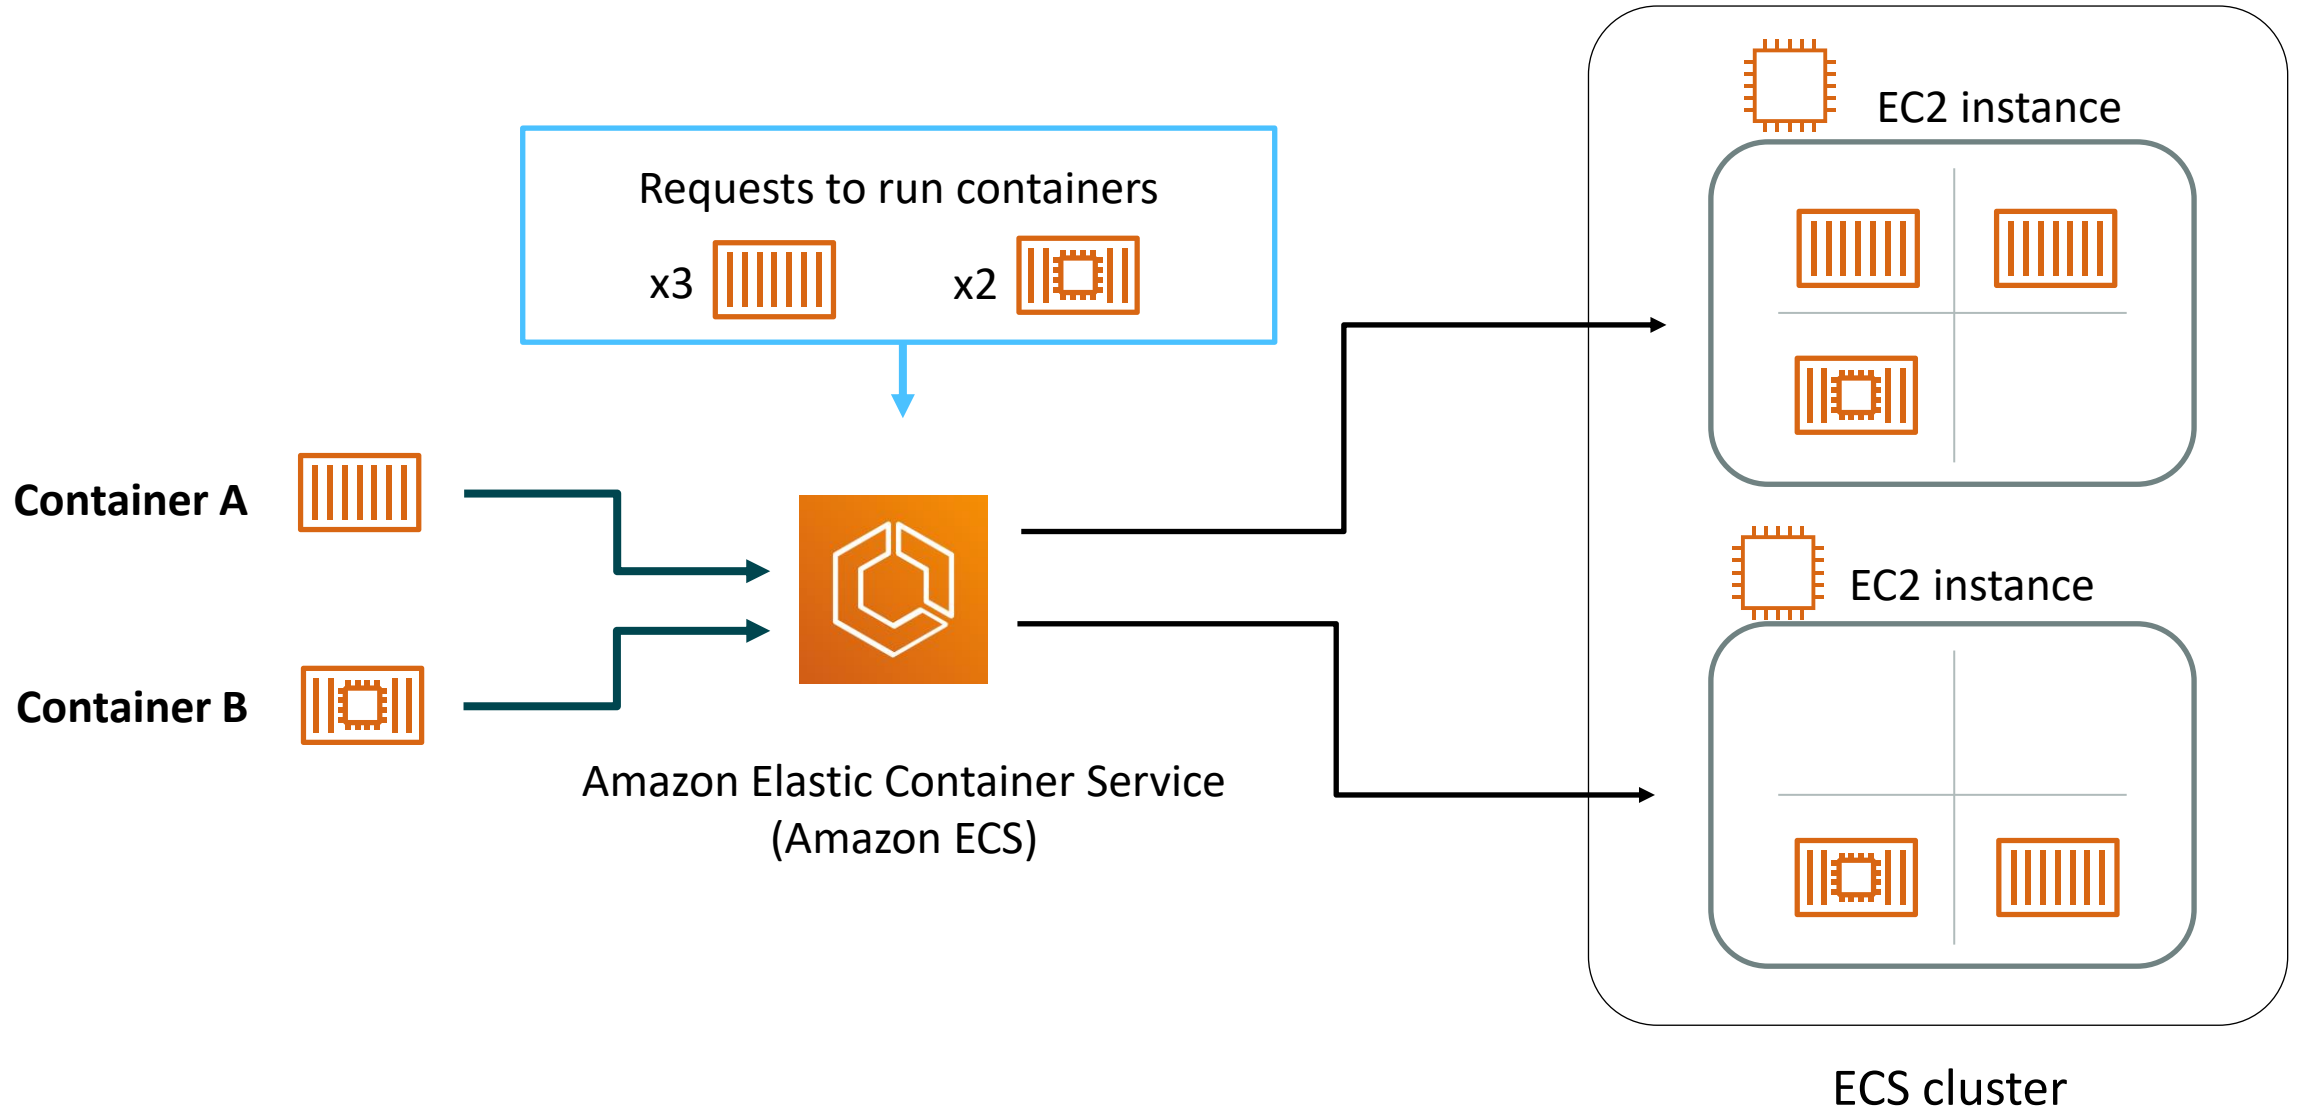 EC2 instance
Requests to run containers
x3
x2
Container A
Container B
Amazon Elastic Container Service
(Amazon ECS)
EC2 instance
ECS cluster